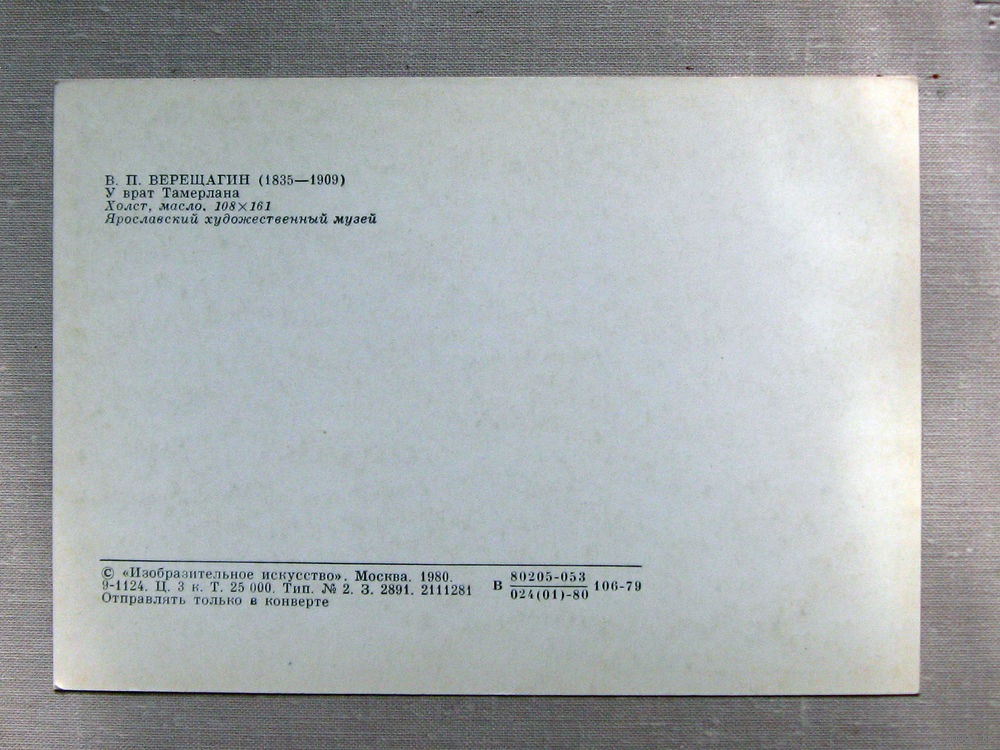 В. П. ВЕРЕЩАГИН (1835—1909)
У врат Тамерлана
Холст, масло. 108×161
Ярославский художественный музей
© «Изобразительное искусство». Москва. 1980.
9-1124. Ц. 3 к. Т. 25 000. Тип. № 2. З. 2891. 2111281
Отправлять только в конверте
В 80205-053 106-79
024(01)-80